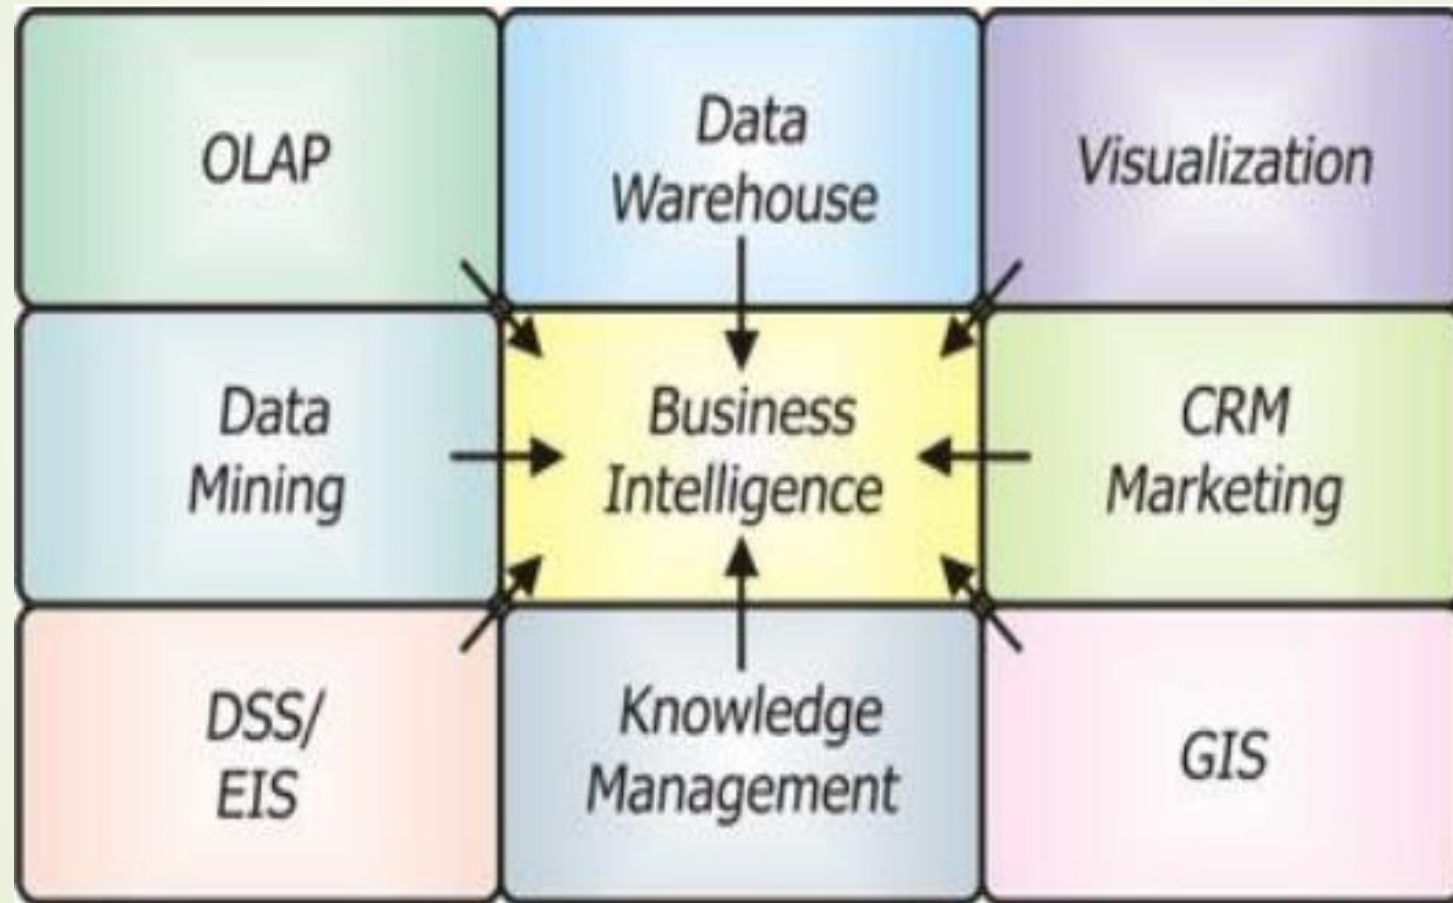 OLAP
Data
Warehouse
Visualization
Data
Mining
Business
Intelligence
CRM
Marketing
DSS/
EIS
Knowledge
Management
GIS